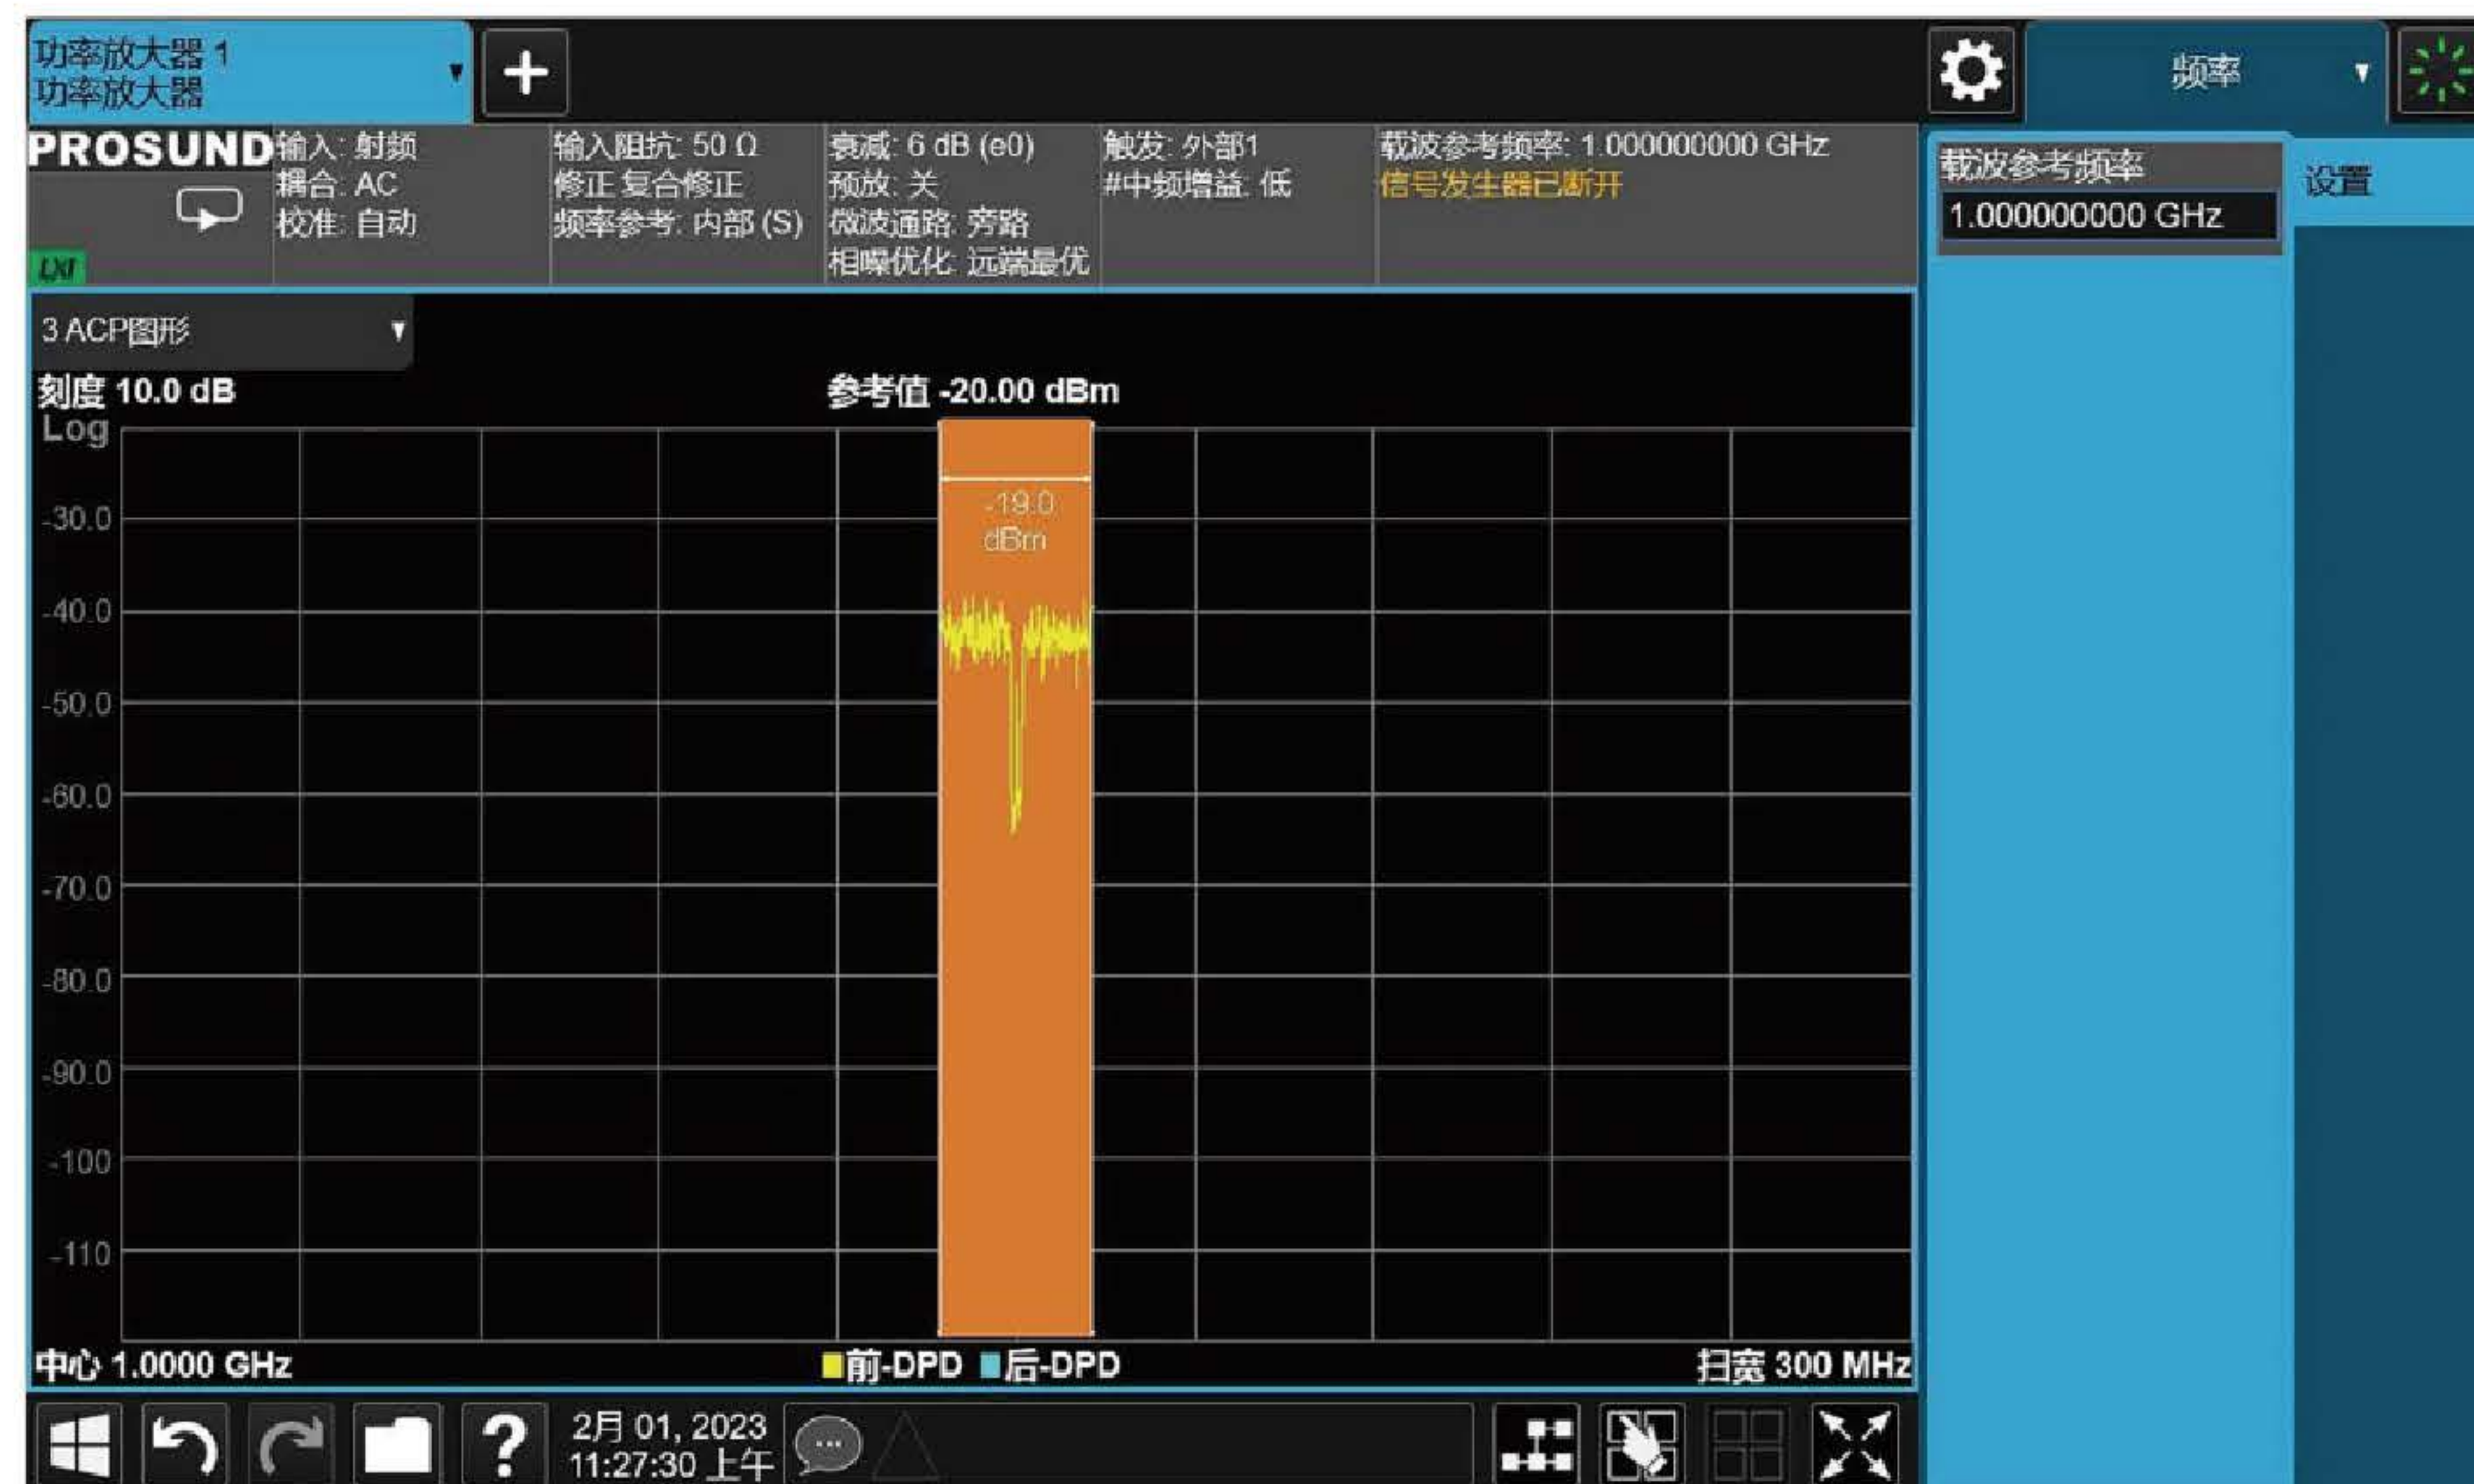 功率放大器 1
功率放大器
频率
PROSUND
LXI
输入: 射频
耦合: AC
校准: 自动
输入阻抗: 50 Ω
修正 复合修正
频率参考: 内部 (S)
衰减: 6 dB (e0)
预放: 关
微波通路: 旁路
相噪优化: 远端最优
触发: 外部1
#中频增益: 低
载波参考频率: 1.000000000 GHz
信号发生器已断开
载波参考频率
1.000000000 GHz
设置
3 ACP图形
刻度 10.0 dB
参考值 -20.00 dBm
Log
-19.0
dBm
-30.0
-40.0
-50.0
-60.0
-70.0
-80.0
-90.0
-100
-110
中心 1.0000 GHz
前-DPD 后-DPD
扫宽 300 MHz
?
2月 01, 2023
11:27:30 上午